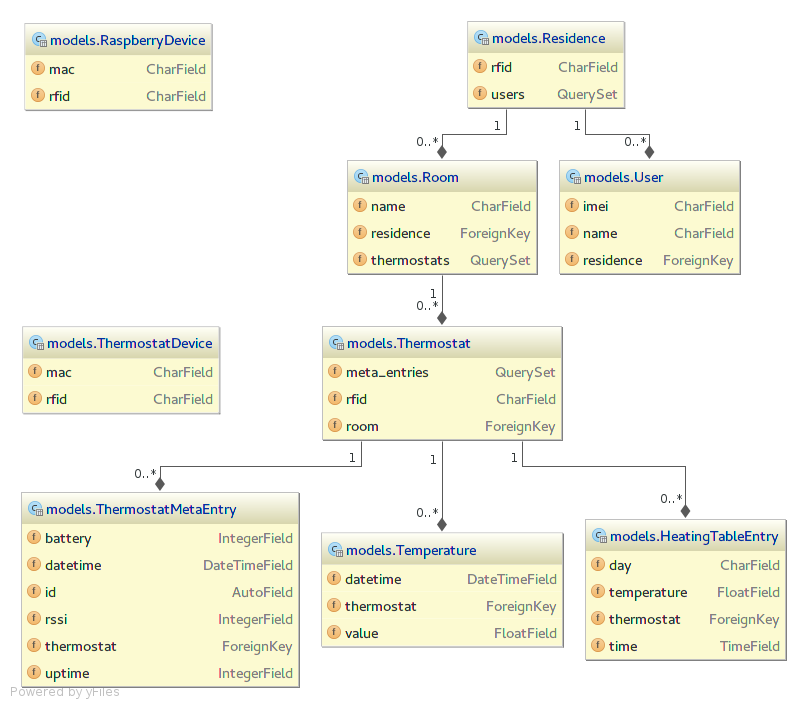 models.RaspberryDevice
mac CharField
rfid CharField
models.Residence
rfid CharField
users QuerySet
1
0..*
1
0..*
models.Room
name CharField
residence ForeignKey
thermostats QuerySet
models.User
imei CharField
name CharField
residence ForeignKey
1
0..*
models.ThermostatDevice
mac CharField
rfid CharField
models.Thermostat
meta_entries QuerySet
rfid CharField
room ForeignKey
1
0..*
1
0..*
1
0..*
models.ThermostatMetaEntry
battery IntegerField
datetime DateTimeField
id AutoField
rssi IntegerField
thermostat ForeignKey
uptime IntegerField
models.Temperature
datetime DateTimeField
thermostat ForeignKey
value FloatField
models.HeatingTableEntry
day CharField
temperature FloatField
thermostat ForeignKey
time TimeField
Powered by yFiles